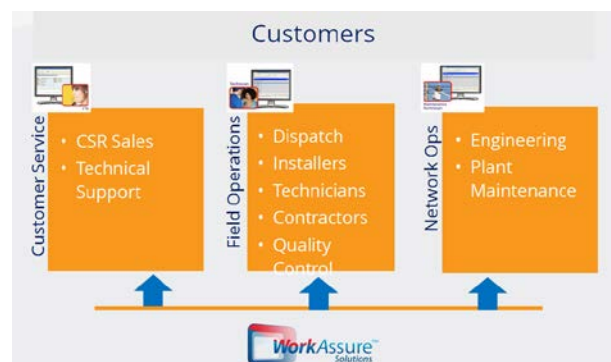 Customers
Customer Service
• CSR Sales
• Technical
Support
Field Operations
• Dispatch
• Installers
• Technicians
• Contractors
• Quality
Control
Network Ops
• Engineering
• Plant
Maintenance
WorkAssure™
Solutions